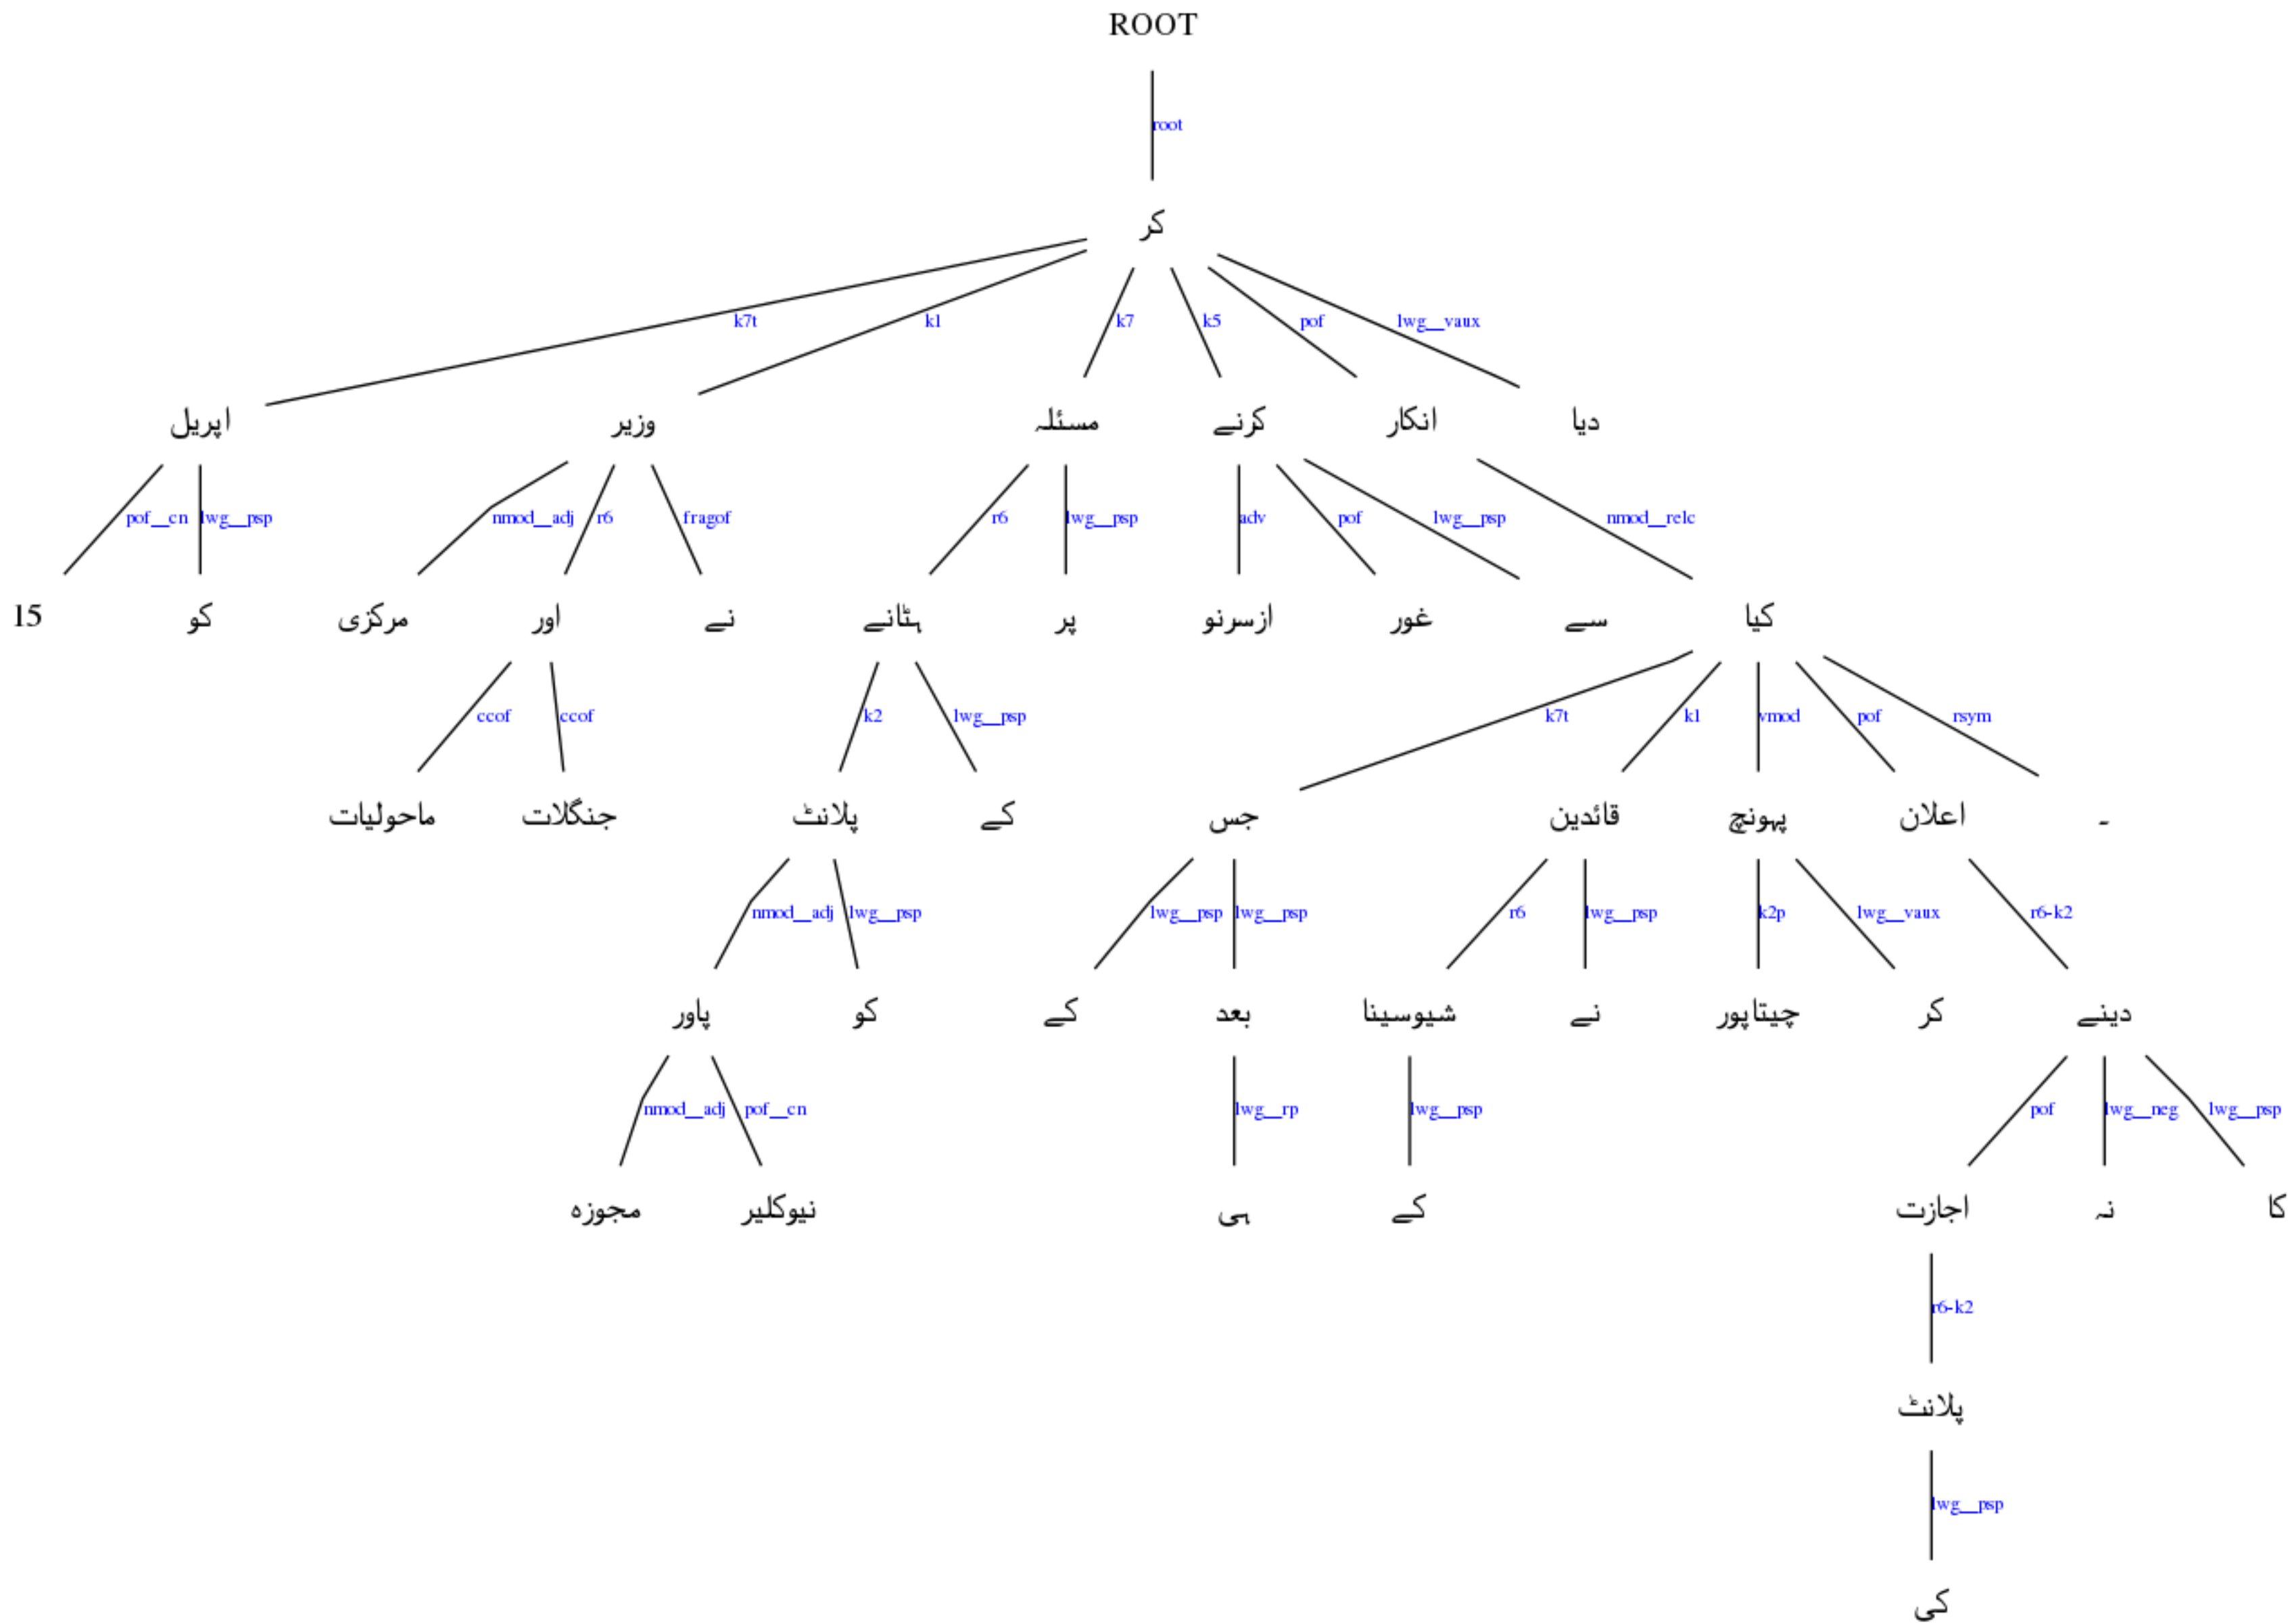 ROOT
root
کر
k7t k1 k7 k5 pof lwg__vaux
اپریل وزیر مسئلہ کرنے انکار دیا
pof__cn lwg__psp nmod__adj r6 fragof r6 lwg__psp adv pof lwg__psp nmod__relc
15 کو مرکزی اور نے ہٹانے پر ازسرنو غور سے کیا
ccof ccof k2 lwg__psp k7t k1 vmod pof rsym
ماحولیات جنگلات پلانٹ کے جس قائدین پہونچ اعلان ۔
nmod__adj lwg__psp lwg__psp lwg__psp r6 lwg__psp k2p lwg__vaux r6-k2
پاور کو کے بعد شیوسینا نے چیتاپور کر دینے
nmod__adj pof__cn lwg__rp lwg__psp pof lwg__neg lwg__psp
مجوزہ نیوکلیر ہی کے اجازت نہ کا
r6-k2
پلانٹ
lwg__psp
کی